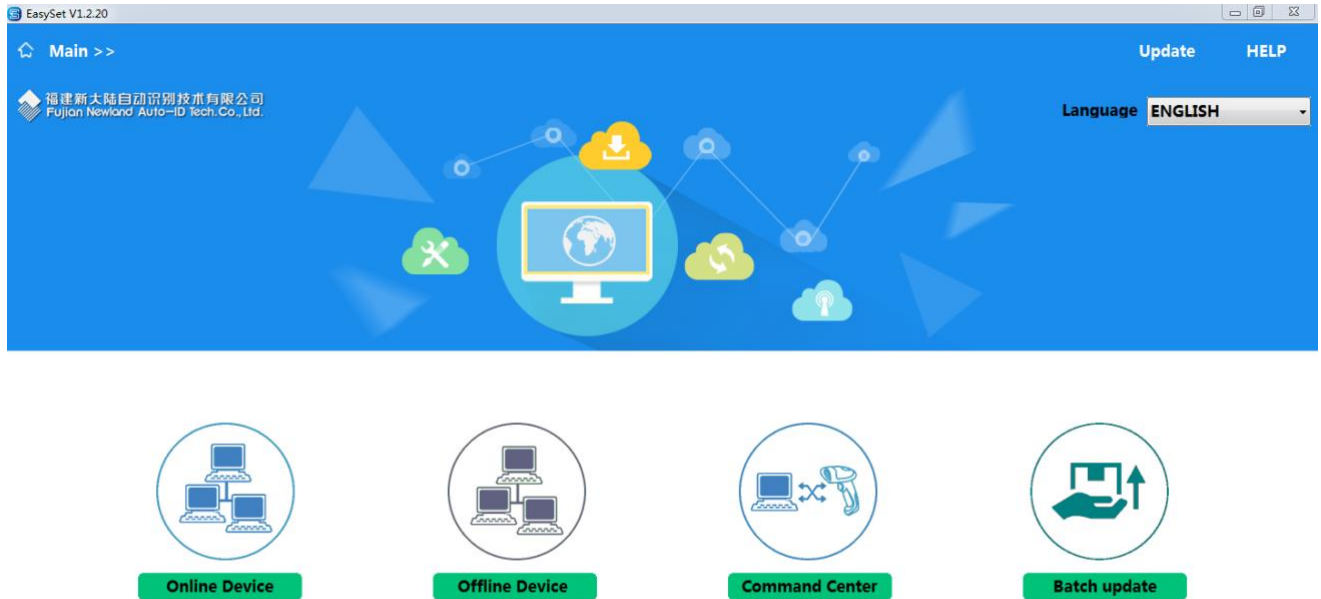 EasySet V1.2.20
Main >>
Update
HELP
福建新大陆自动识别技术有限公司
Fujian Newland Auto-ID Tech.Co.,Ltd.
Language
ENGLISH
Online Device
Offline Device
Command Center
Batch update